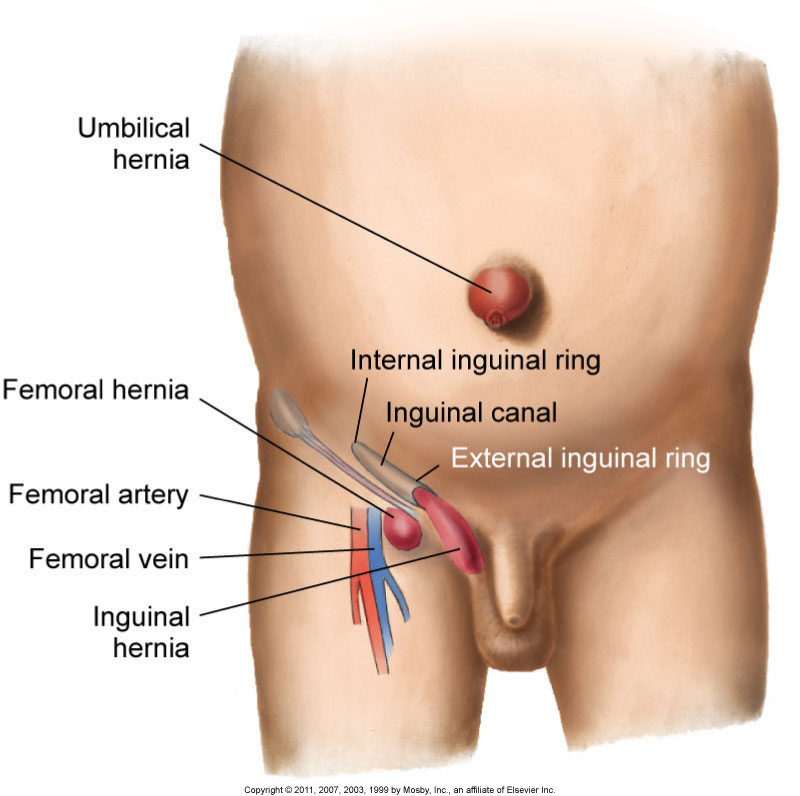 Umbilical
hernia
Internal inguinal ring
Femoral hernia
Inguinal canal
External inguinal ring
Femoral artery
Femoral vein
Inguinal
hernia
Copyright © 2011, 2007, 2003, 1999 by Mosby, Inc., an affiliate of Elsevier Inc.